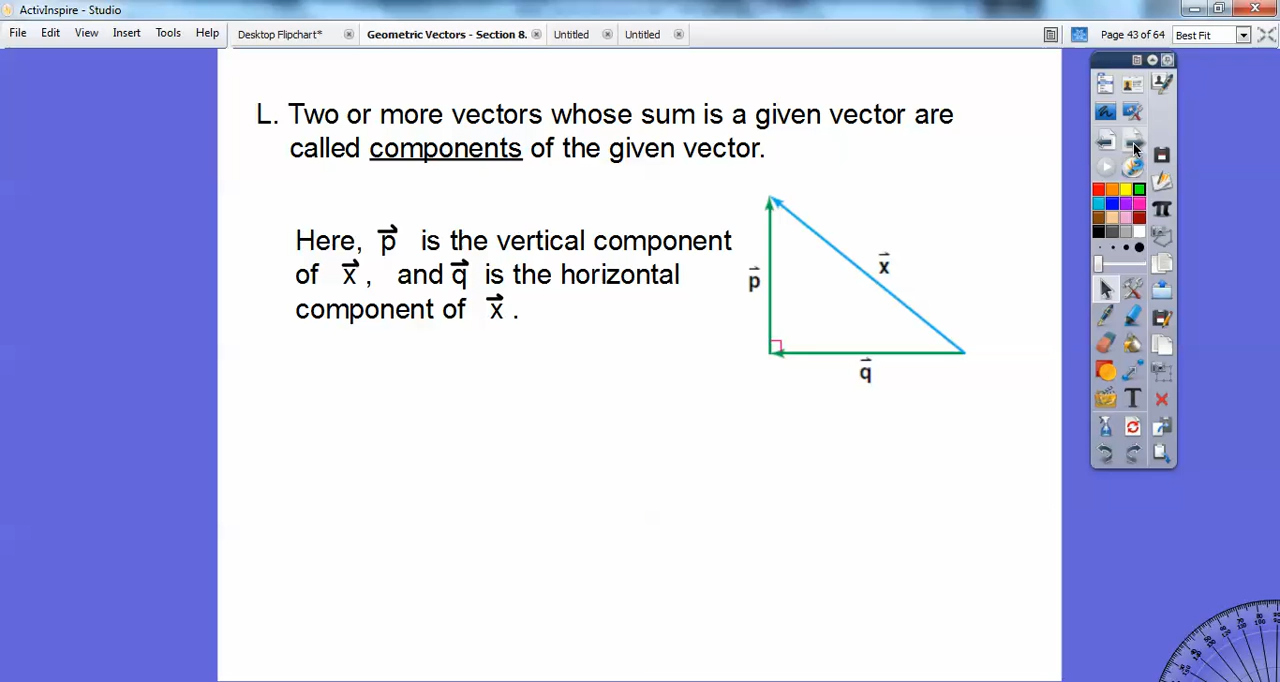 ActivInspire - Studio
File Edit View Insert Tools Help
Desktop Flipchart* Geometric Vectors - Section 8. Untitled Untitled
Page 43 of 64 Best Fit
L. Two or more vectors whose sum is a given vector are
called components of the given vector.
Here, p⃗ is the vertical component
of x⃗ , and q⃗ is the horizontal
component of x⃗ .
p⃗
x⃗
q⃗